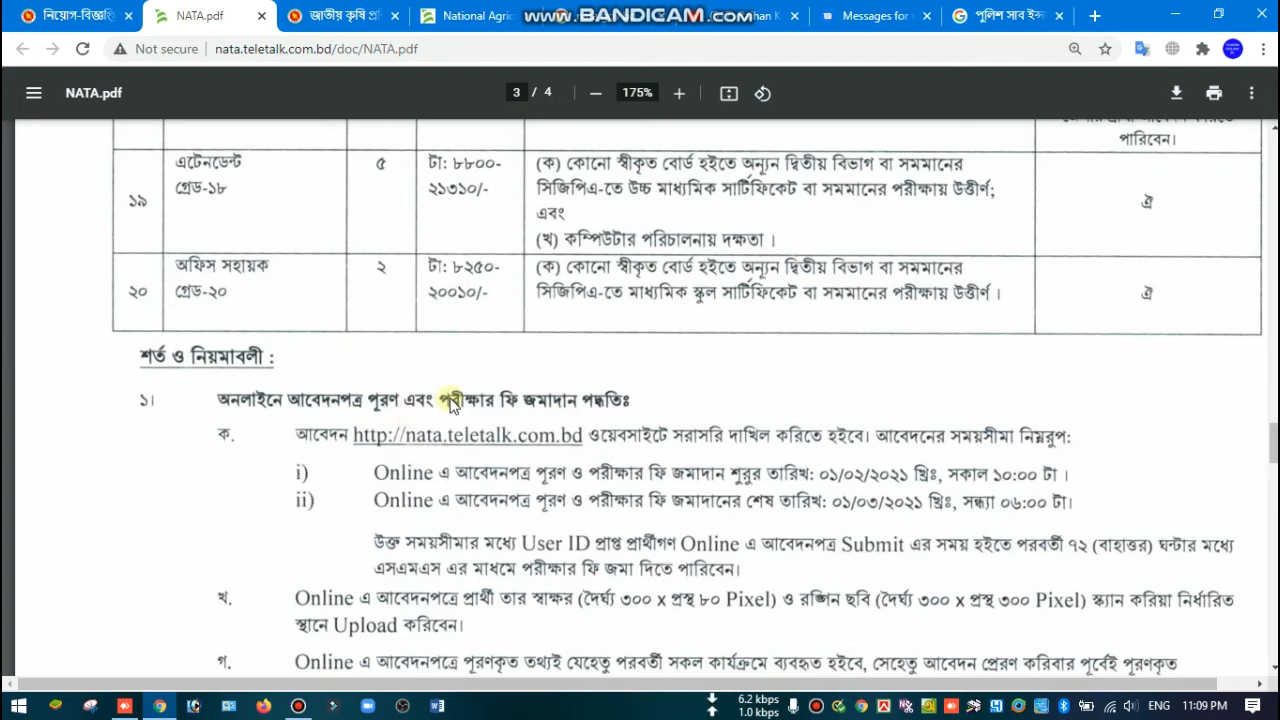 নিয়োগ-বিজ্ঞপ্তি
NATA.pdf
জাতীয় কৃষি প্রশি
National Agri
www.BANDICAM.com
Messages for
পুলিশ সাব ইন্স
Not secure nata.teletalk.com.bd/doc/NATA.pdf
NATA.pdf
3 / 4
175%
পারিবেন।
১৯
এটেনডেন্ট
গ্রেড-১৮
৫
টা: ৮৮০০-
২১৩১০/-
(ক) কোনো স্বীকৃত বোর্ড হইতে অন্যূন দ্বিতীয় বিভাগ বা সমমানের
সিজিপিএ-তে উচ্চ মাধ্যমিক সার্টিফিকেট বা সমমানের পরীক্ষায় উত্তীর্ণ;
এবং
(খ) কম্পিউটার পরিচালনায় দক্ষতা ।
ঐ
২০
অফিস সহায়ক
গ্রেড-২০
২
টা: ৮২৫০-
২০০১০/-
(ক) কোনো স্বীকৃত বোর্ড হইতে অন্যূন দ্বিতীয় বিভাগ বা সমমানের
সিজিপিএ-তে মাধ্যমিক স্কুল সার্টিফিকেট বা সমমানের পরীক্ষায় উত্তীর্ণ ।
ঐ
শর্ত ও নিয়মাবলী :
১। অনলাইনে আবেদনপত্র পূরণ এবং পরীক্ষার ফি জমাদান পদ্ধতিঃ
ক. আবেদন http://nata.teletalk.com.bd ওয়েবসাইটে সরাসরি দাখিল করিতে হইবে। আবেদনের সময়সীমা নিম্নরুপ:
i) Online এ আবেদনপত্র পূরণ ও পরীক্ষার ফি জমাদান শুরুর তারিখ: ০১/০২/২০২১ খ্রিঃ, সকাল ১০:০০ টা ।
ii) Online এ আবেদনপত্র পূরণ ও পরীক্ষার ফি জমাদানের শেষ তারিখ: ০১/০৩/২০২১ খ্রিঃ, সন্ধ্যা ০৬:০০ টা।
উক্ত সময়সীমার মধ্যে User ID প্রাপ্ত প্রার্থীগণ Online এ আবেদনপত্র Submit এর সময় হইতে পরবর্তী ৭২ (বাহাত্তর) ঘন্টার মধ্যে
এসএমএস এর মাধমে পরীক্ষার ফি জমা দিতে পারিবেন।
খ. Online এ আবেদনপত্রে প্রার্থী তার স্বাক্ষর (দৈর্ঘ্য ৩০০ x প্রস্থ ৮০ Pixel) ও রঙ্গিন ছবি (দৈর্ঘ্য ৩০০ x প্রস্থ ৩০০ Pixel) স্ক্যান করিয়া নির্ধারিত
স্থানে Upload করিবেন।
গ. Online এ আবেদনপত্রে পূরণকৃত তথ্যই যেহেতু পরবর্তী সকল কার্যক্রমে ব্যবহৃত হইবে, সেহেতু আবেদন প্রেরণ করিবার পূর্বেই পূরণকৃত
6.2 kbps
1.0 kbps
ENG 11:09 PM